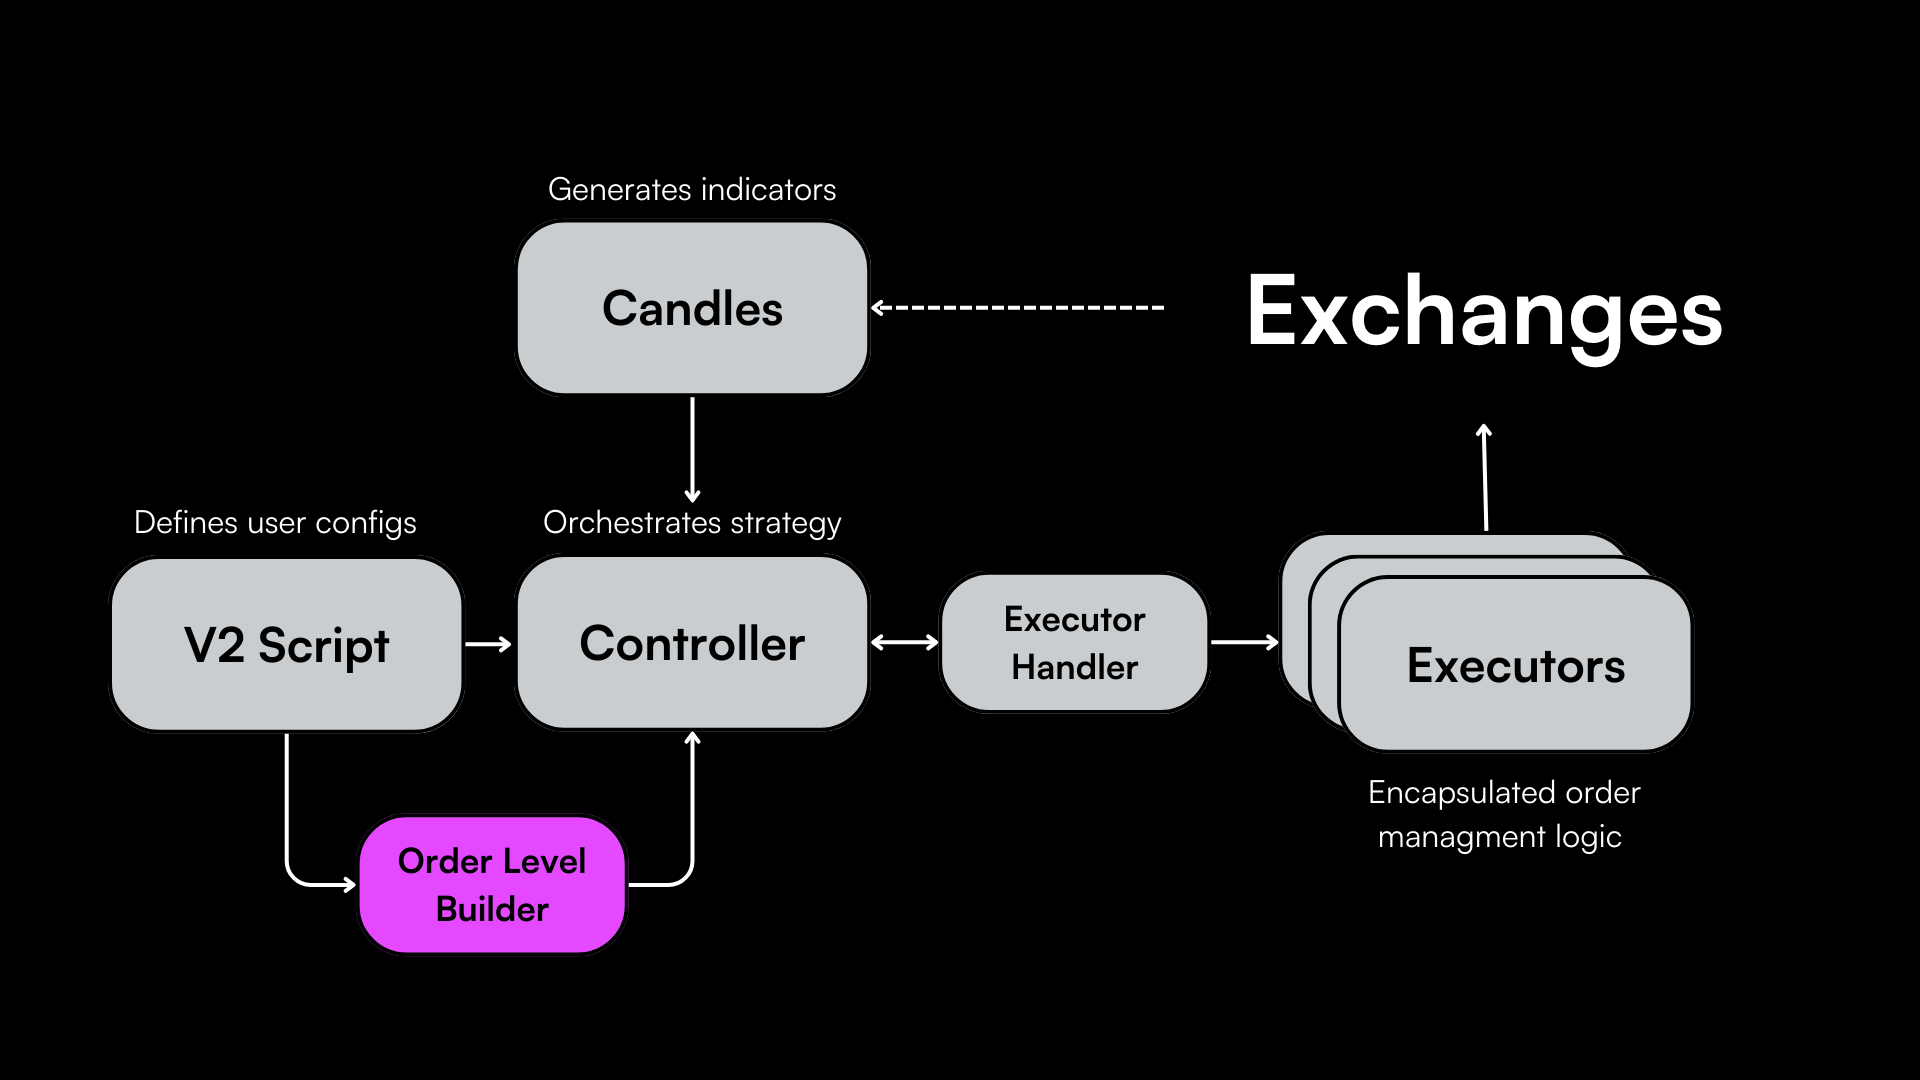 Generates indicators
Candles
Exchanges
Defines user configs
Orchestrates strategy
V2 Script
Controller
Executor
Handler
Executors
Encapsulated order
managment logic
Order Level
Builder